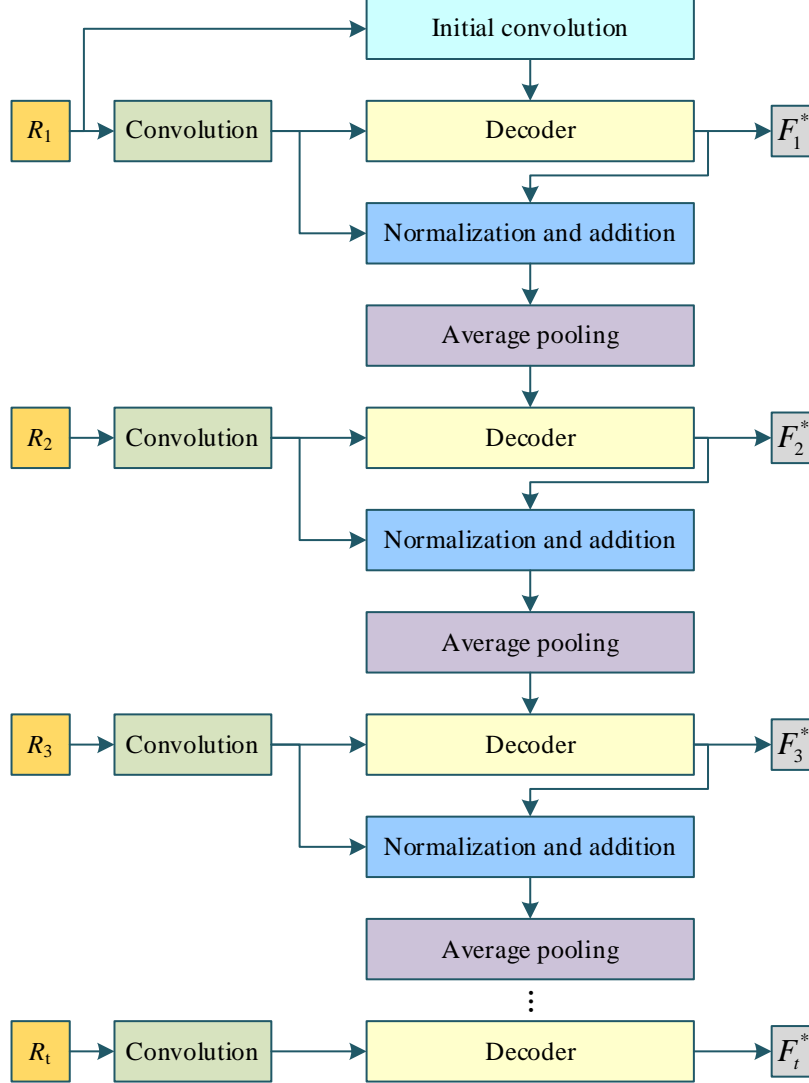 Initial convolution
R₁ Convolution Decoder F₁*
Normalization and addition
Average pooling
R₂ Convolution Decoder F₂*
Normalization and addition
Average pooling
R₃ Convolution Decoder F₃*
Normalization and addition
Average pooling
⋮
Rₜ Convolution Decoder Fₜ*